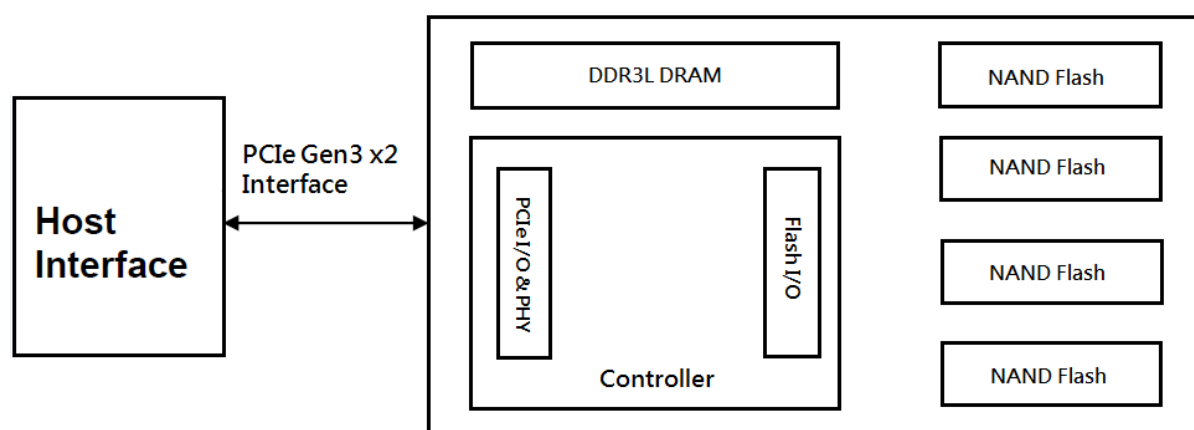 Host
Interface
PCIe Gen3 x2
Interface
DDR3L DRAM
PCIe I/O & PHY
Flash I/O
Controller
NAND Flash
NAND Flash
NAND Flash
NAND Flash